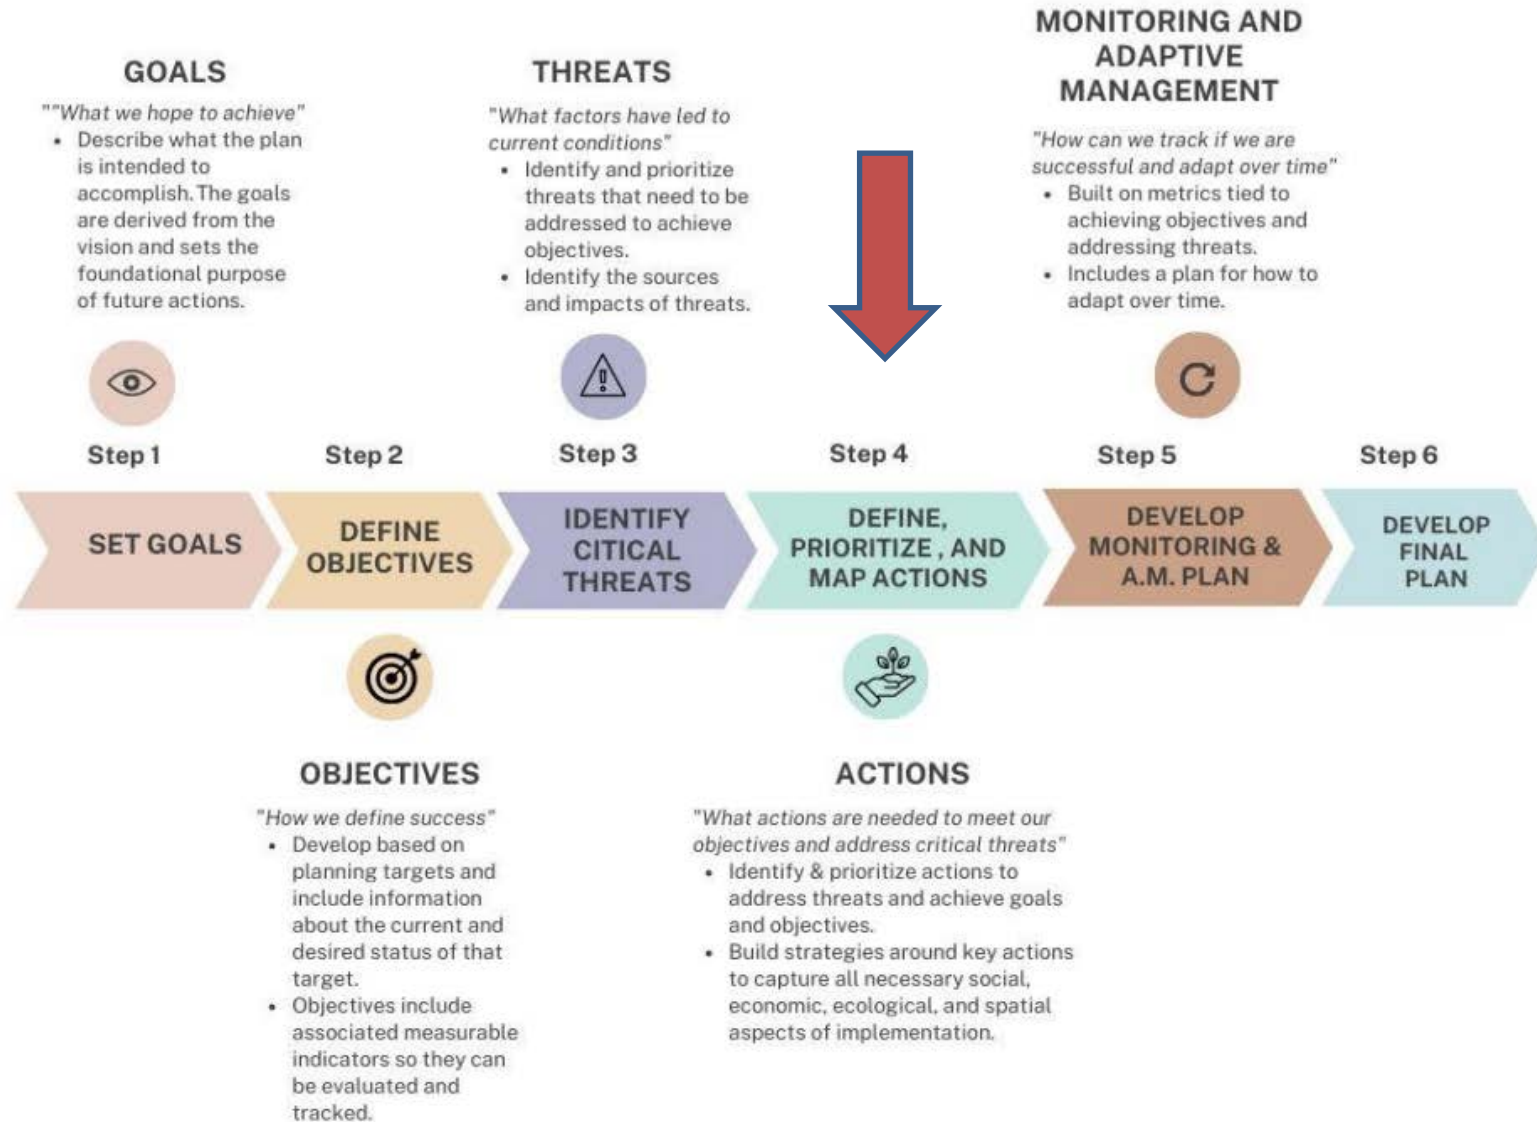 GOALS
""What we hope to achieve"
• Describe what the plan
is intended to
accomplish. The goals
are derived from the
vision and sets the
foundational purpose
of future actions.
THREATS
"What factors have led to
current conditions"
• Identify and prioritize
threats that need to be
addressed to achieve
objectives.
• Identify the sources
and impacts of threats.
MONITORING AND
ADAPTIVE
MANAGEMENT
"How can we track if we are
successful and adapt over time"
• Built on metrics tied to
achieving objectives and
addressing threats.
• Includes a plan for how to
adapt over time.
Step 1
Step 2
Step 3
Step 4
Step 5
Step 6
SET GOALS
DEFINE
OBJECTIVES
IDENTIFY
CITICAL
THREATS
DEFINE,
PRIORITIZE , AND
MAP ACTIONS
DEVELOP
MONITORING &
A.M. PLAN
DEVELOP
FINAL
PLAN
OBJECTIVES
"How we define success"
• Develop based on
planning targets and
include information
about the current and
desired status of that
target.
• Objectives include
associated measurable
indicators so they can
be evaluated and
tracked.
ACTIONS
"What actions are needed to meet our
objectives and address critical threats"
• Identify & prioritize actions to
address threats and achieve goals
and objectives.
• Build strategies around key actions
to capture all necessary social,
economic, ecological, and spatial
aspects of implementation.